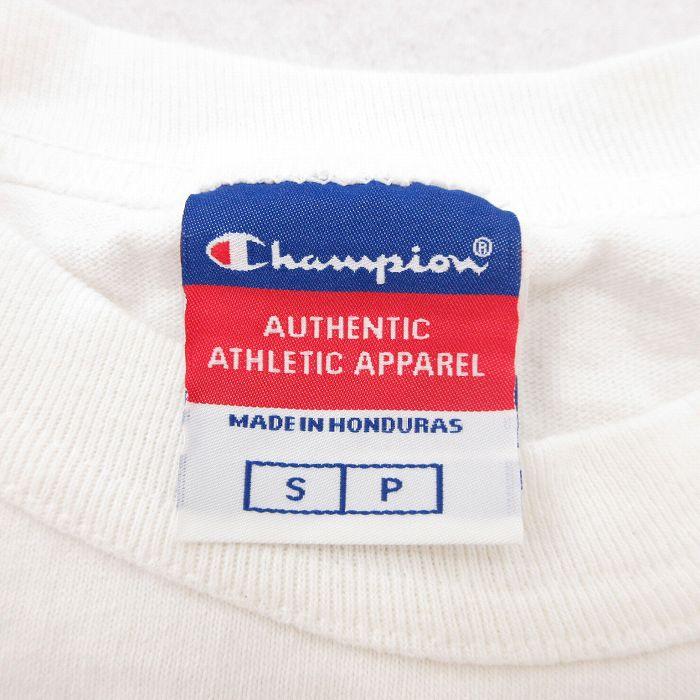 Champion®
AUTHENTIC
ATHLETIC APPAREL
MADE IN HONDURAS
S P